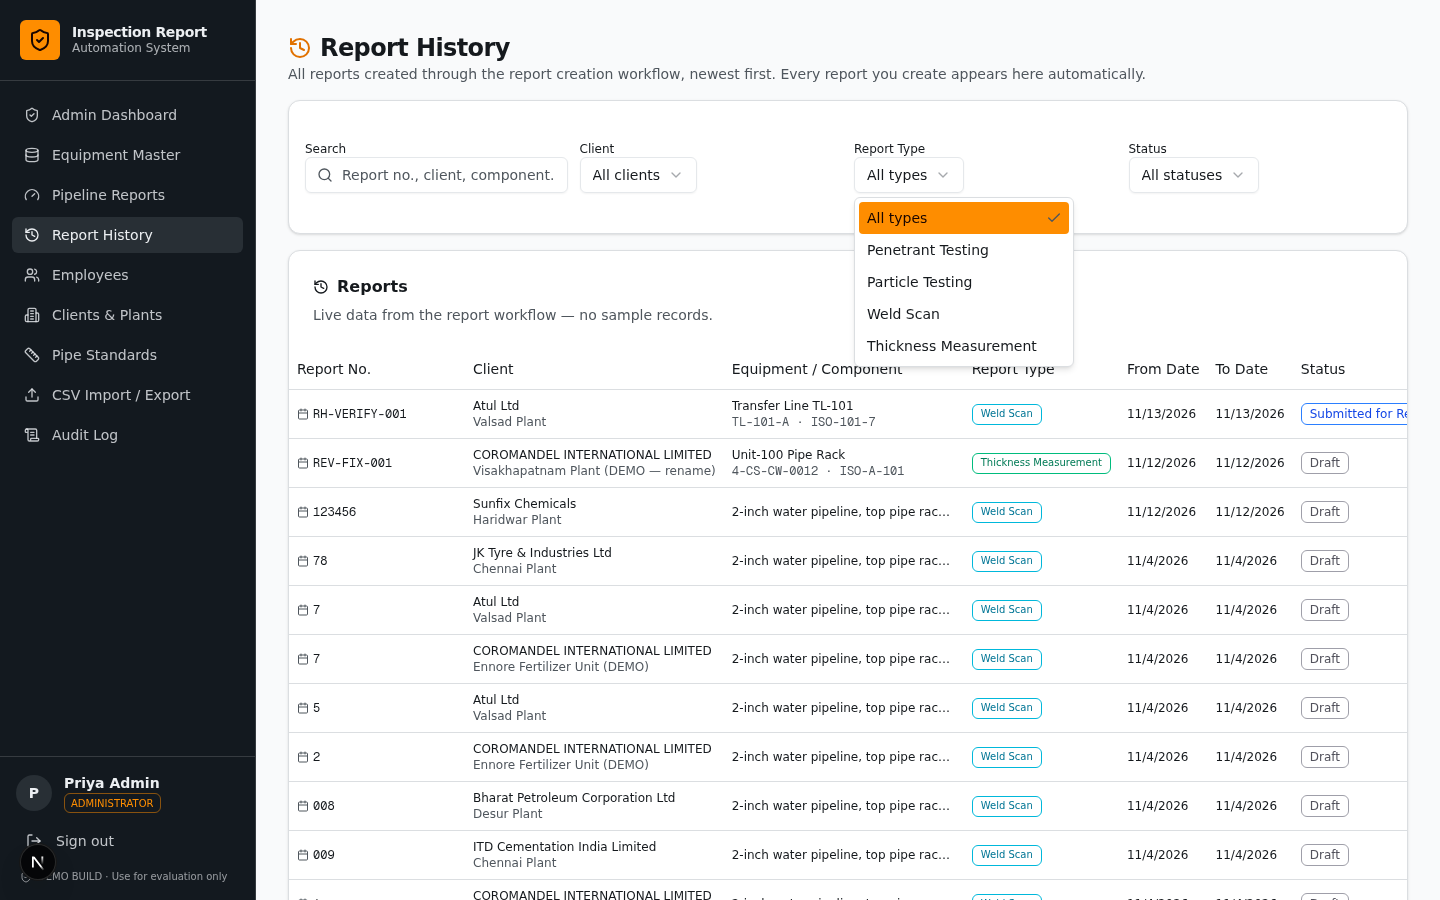 Inspection Report
Automation System
Admin Dashboard
Equipment Master
Pipeline Reports
Report History
Employees
Clients & Plants
Pipe Standards
CSV Import / Export
Audit Log
P
Priya Admin
ADMINISTRATOR
Sign out
N
EMO BUILD · Use for evaluation only
Report History
All reports created through the report creation workflow, newest first. Every report you create appears here automatically.
Search
Report no., client, component.
Client
All clients
Report Type
All types
Status
All statuses
All types
Penetrant Testing
Particle Testing
Weld Scan
Thickness Measurement
Reports
Live data from the report workflow — no sample records.
Report No. Client Equipment / Component Report Type From Date To Date Status
RH-VERIFY-001 Atul Ltd Transfer Line TL-101 Weld Scan 11/13/2026 11/13/2026 Submitted for Re
Valsad Plant TL-101-A · ISO-101-7
REV-FIX-001 COROMANDEL INTERNATIONAL LIMITED Unit-100 Pipe Rack Thickness Measurement 11/12/2026 11/12/2026 Draft
Visakhapatnam Plant (DEMO — rename) 4-CS-CW-0012 · ISO-A-101
123456 Sunfix Chemicals 2-inch water pipeline, top pipe rac… Weld Scan 11/12/2026 11/12/2026 Draft
Haridwar Plant
78 JK Tyre & Industries Ltd 2-inch water pipeline, top pipe rac… Weld Scan 11/4/2026 11/4/2026 Draft
Chennai Plant
7 Atul Ltd 2-inch water pipeline, top pipe rac… Weld Scan 11/4/2026 11/4/2026 Draft
Valsad Plant
7 COROMANDEL INTERNATIONAL LIMITED 2-inch water pipeline, top pipe rac… Weld Scan 11/4/2026 11/4/2026 Draft
Ennore Fertilizer Unit (DEMO)
5 Atul Ltd 2-inch water pipeline, top pipe rac… Weld Scan 11/4/2026 11/4/2026 Draft
Valsad Plant
2 COROMANDEL INTERNATIONAL LIMITED 2-inch water pipeline, top pipe rac… Weld Scan 11/4/2026 11/4/2026 Draft
Ennore Fertilizer Unit (DEMO)
008 Bharat Petroleum Corporation Ltd 2-inch water pipeline, top pipe rac… Weld Scan 11/4/2026 11/4/2026 Draft
Desur Plant
009 ITD Cementation India Limited 2-inch water pipeline, top pipe rac… Weld Scan 11/4/2026 11/4/2026 Draft
Chennai Plant
COROMANDEL INTERNATIONAL LIMITED